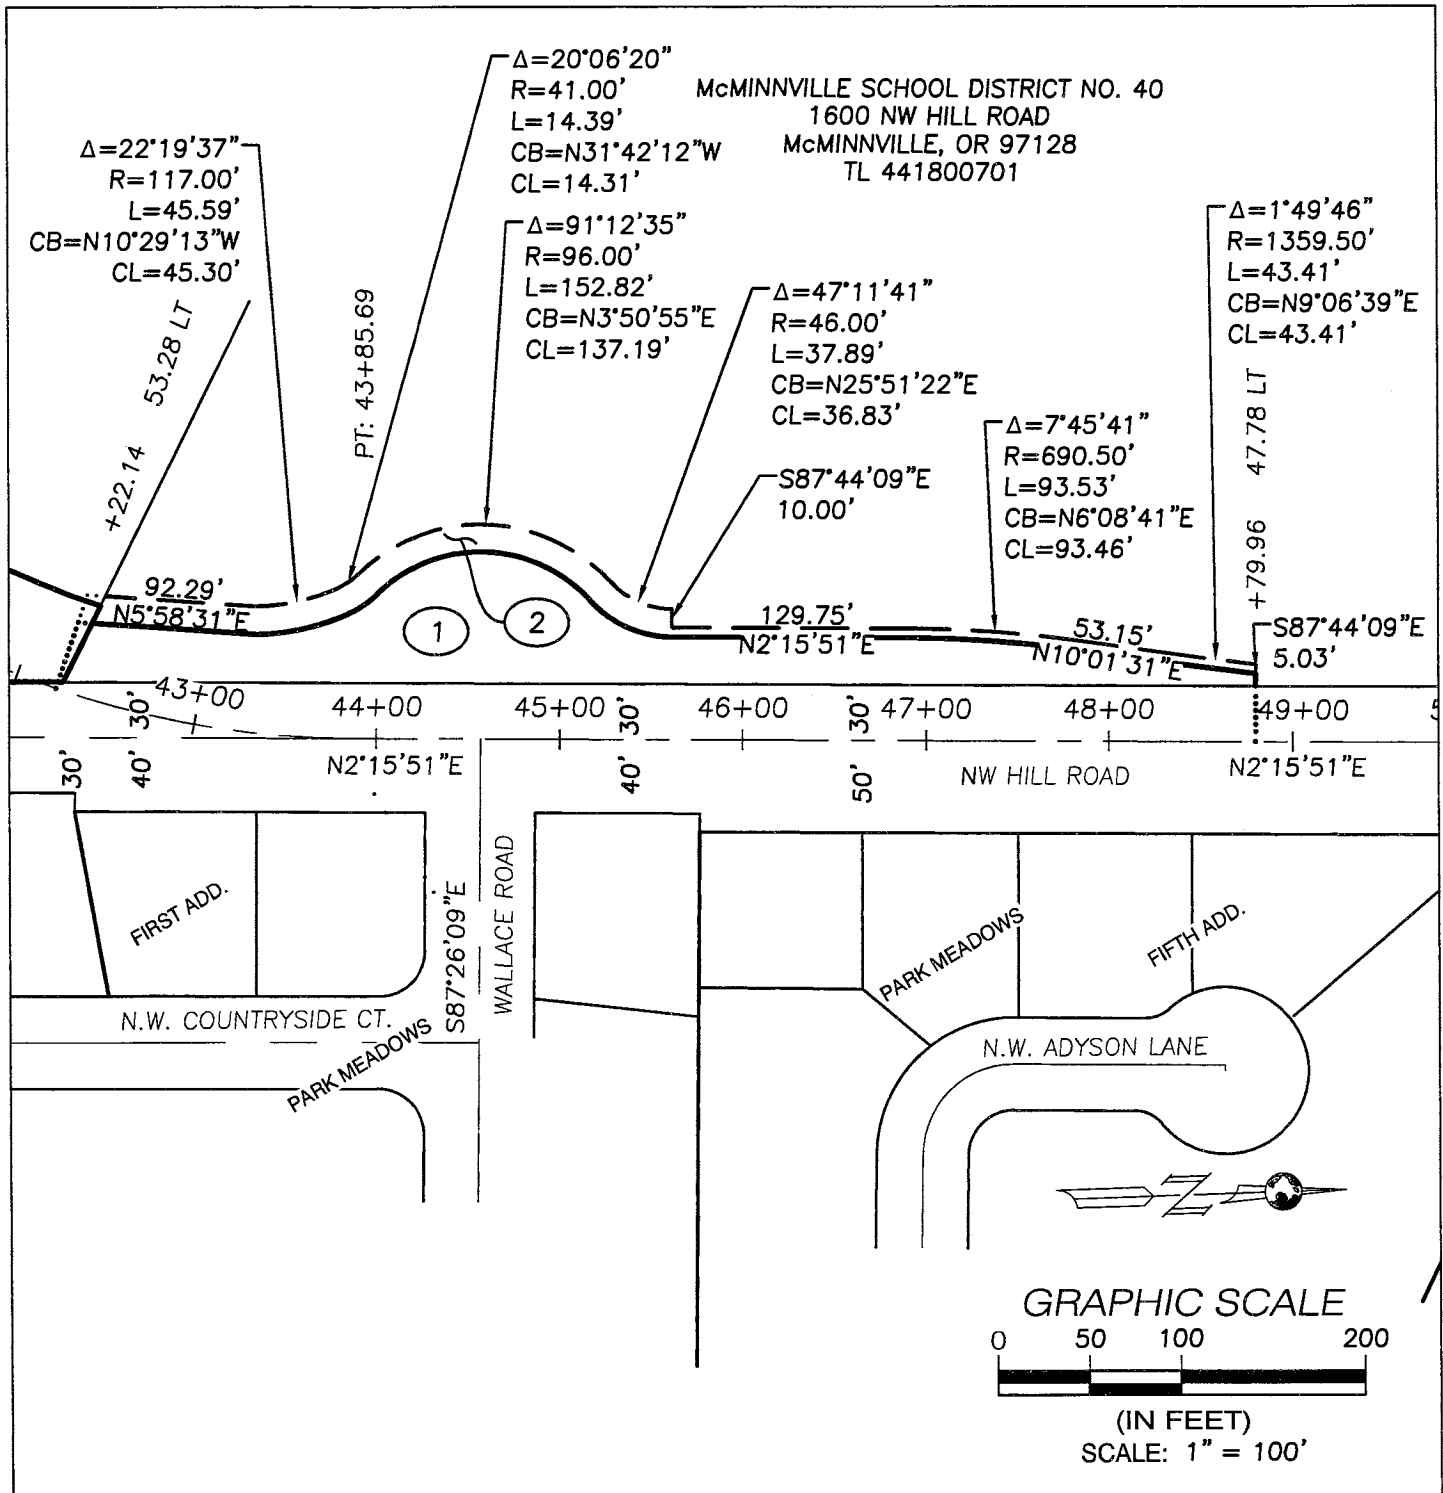 Δ=20°06'20"
R=41.00'
L=14.39'
CB=N31°42'12"W
CL=14.31'
McMINNVILLE SCHOOL DISTRICT NO. 40
1600 NW HILL ROAD
McMINNVILLE, OR 97128
TL 441800701
Δ=22°19'37"
R=117.00'
L=45.59'
CB=N10°29'13"W
CL=45.30'
Δ=91°12'35"
R=96.00'
L=152.82'
CB=N3°50'55"E
CL=137.19'
Δ=1°49'46"
R=1359.50'
L=43.41'
CB=N9°06'39"E
CL=43.41'
Δ=47°11'41"
R=46.00'
L=37.89'
CB=N25°51'22"E
CL=36.83'
+22.14 53.28 LT
PT: 43+85.69
Δ=7°45'41"
R=690.50'
L=93.53'
CB=N6°08'41"E
CL=93.46'
S87°44'09"E
10.00'
+79.96 47.78 LT
92.29'
N5°58'31"E
1
2
129.75'
N2°15'51"E
53.15'
N10°01'31"E
S87°44'09"E
5.03'
43+00
44+00
45+00
46+00
47+00
48+00
49+00
5
30'
30'
30'
30'
40'
40'
50'
N2°15'51"E
NW HILL ROAD
N2°15'51"E
FIRST ADD.
S87°26'09"E
WALLACE ROAD
PARK MEADOWS
FIFTH ADD.
N.W. COUNTRYSIDE CT.
PARK MEADOWS
N.W. ADYSON LANE
N
GRAPHIC SCALE
0 50 100 200
(IN FEET)
SCALE: 1" = 100'